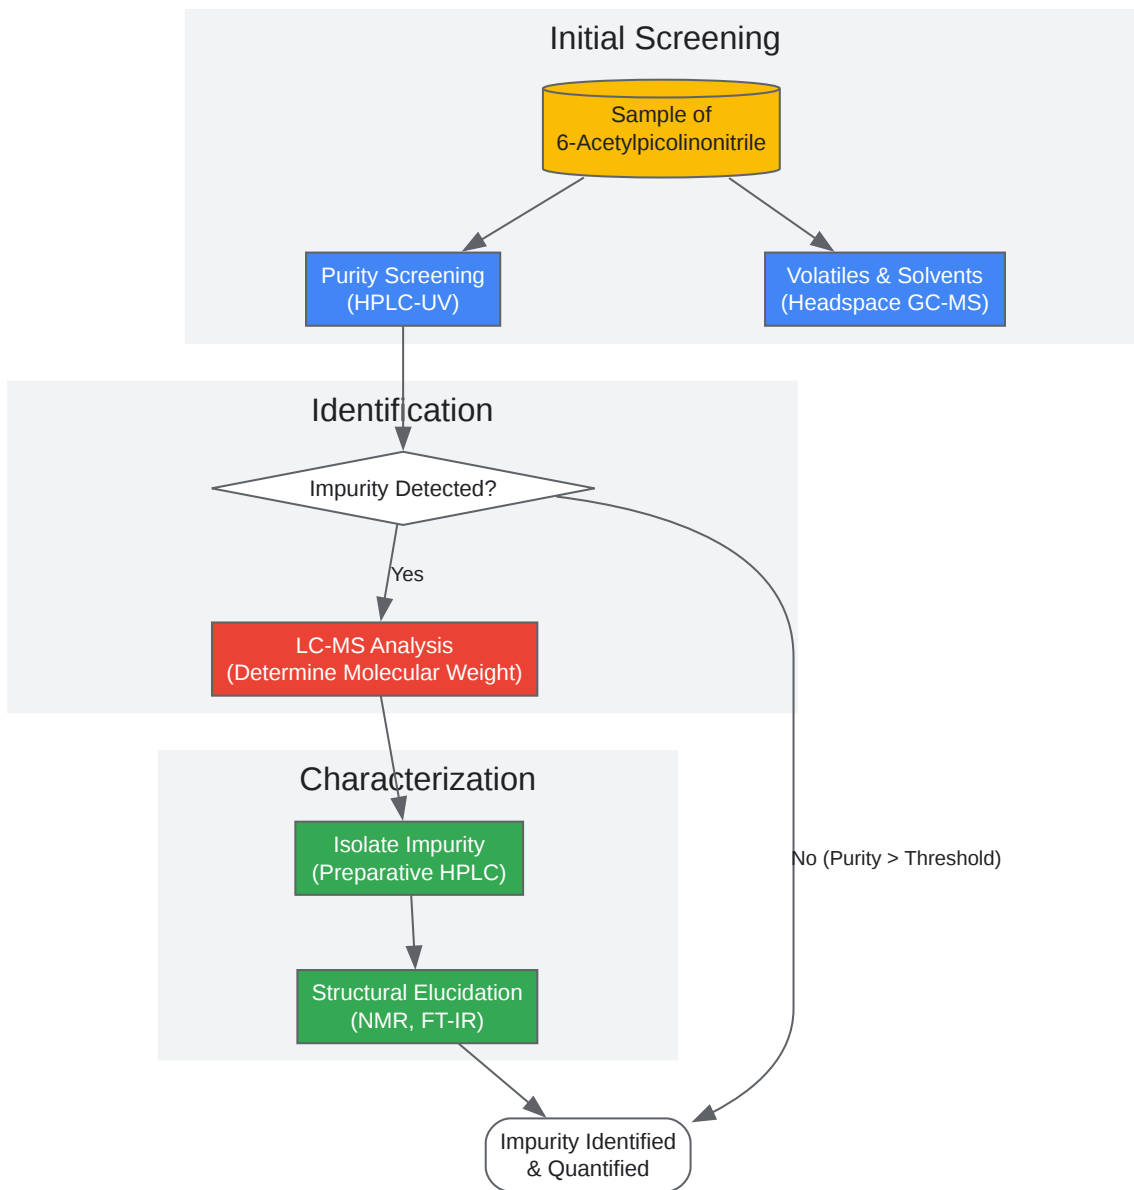 Initial Screening
Sample of
6-Acetylpicolinonitrile
Purity Screening
(HPLC-UV)
Volatiles & Solvents
(Headspace GC-MS)
Identification
Impurity Detected?
Yes
LC-MS Analysis
(Determine Molecular Weight)
Characterization
Isolate Impurity
(Preparative HPLC)
No (Purity > Threshold)
Structural Elucidation
(NMR, FT-IR)
Impurity Identified
& Quantified